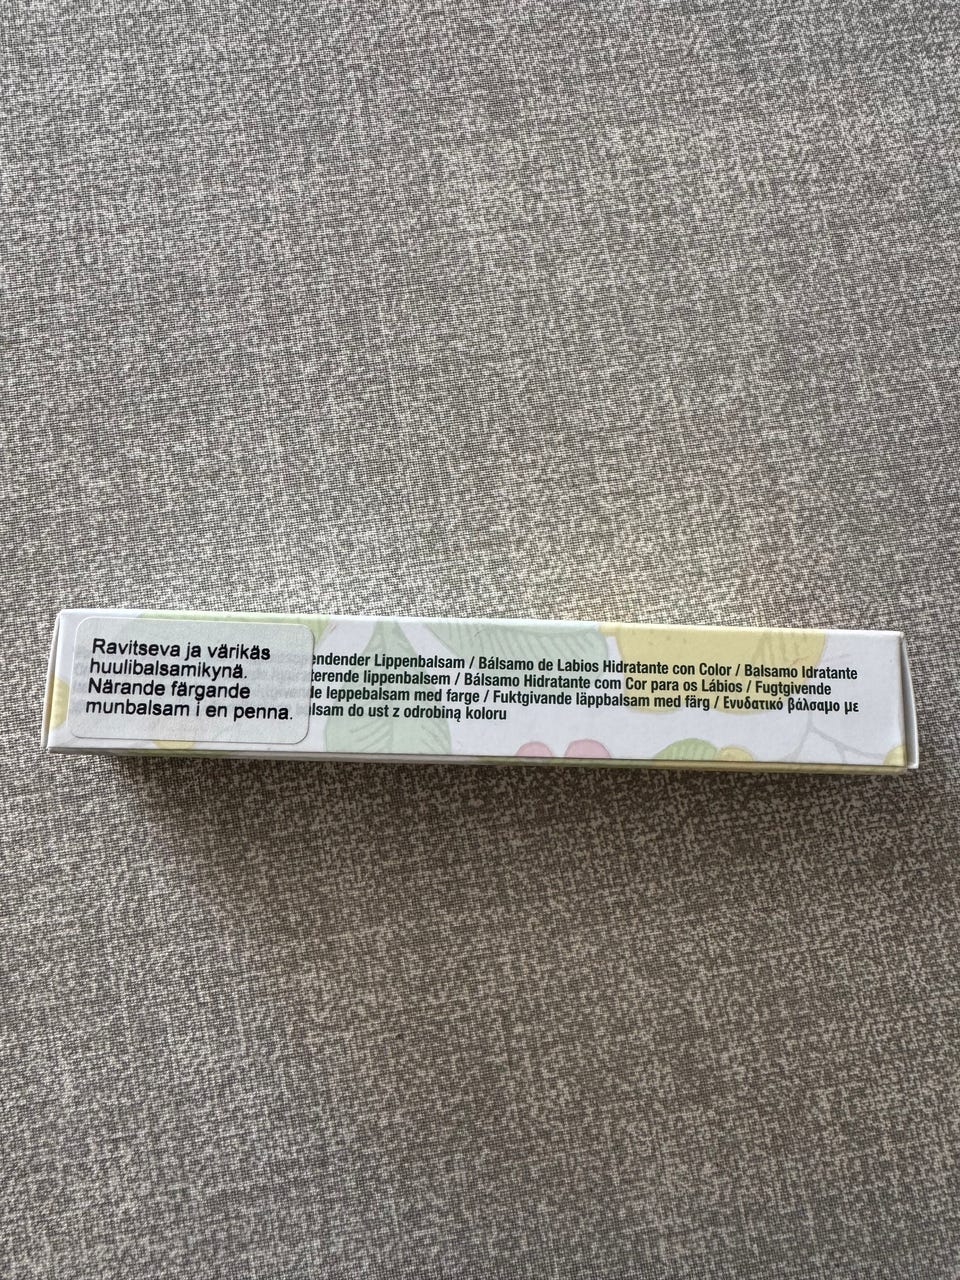 Ravitseva ja värikäs
huulibalsamikynä.
Närande färgande
munbalsam i en penna.
endender Lippenbalsam / Bálsamo de Labios Hidratante con Color / Balsamo Idratante
terende lippenbalsem / Bálsamo Hidratante com Cor para os Lábios / Fugtgivende
de leppebalsam med farge / Fuktgivande läppbalsam med färg / Ενυδατικό βάλσαμο με
alsam do ust z odrobiną koloru